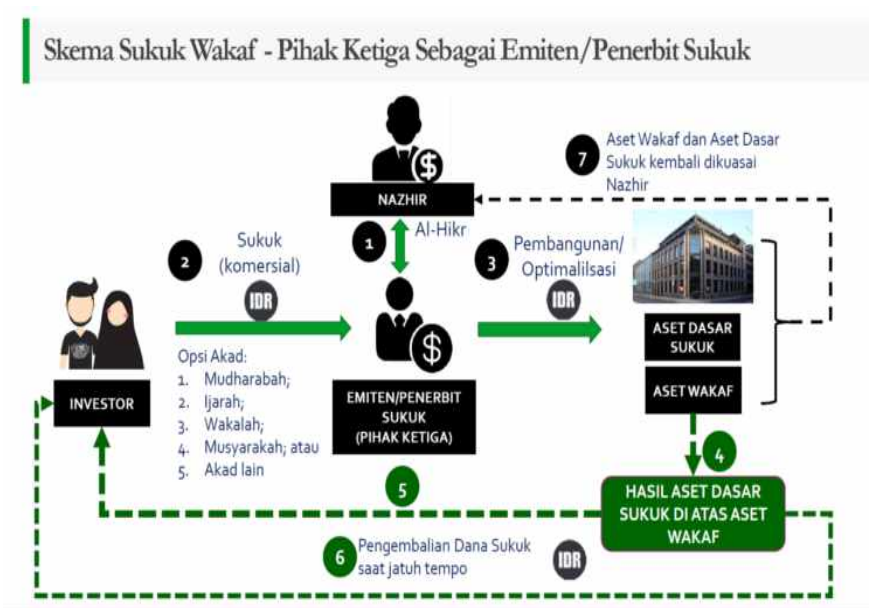 Skema Sukuk Wakaf - Pihak Ketiga Sebagai Emiten/Penerbit Sukuk
7
Aset Wakaf dan Aset Dasar
Sukuk kembali dikuasai
Nazhir
$
NAZHIR
1
Al-Hikr
2
Sukuk
(komersial)
IDR
3
Pembangunan/
Optimalilsasi
IDR
$
Opsi Akad:
1. Mudharabah;
2. Ijarah;
3. Wakalah;
4. Musyarakah; atau
5. Akad lain
INVESTOR
EMITEN/PENERBIT
SUKUK
(PIHAK KETIGA)
ASET DASAR
SUKUK
ASET WAKAF
4
HASIL ASET DASAR
SUKUK DI ATAS ASET
WAKAF
5
6
Pengembalian Dana Sukuk
saat jatuh tempo
IDR